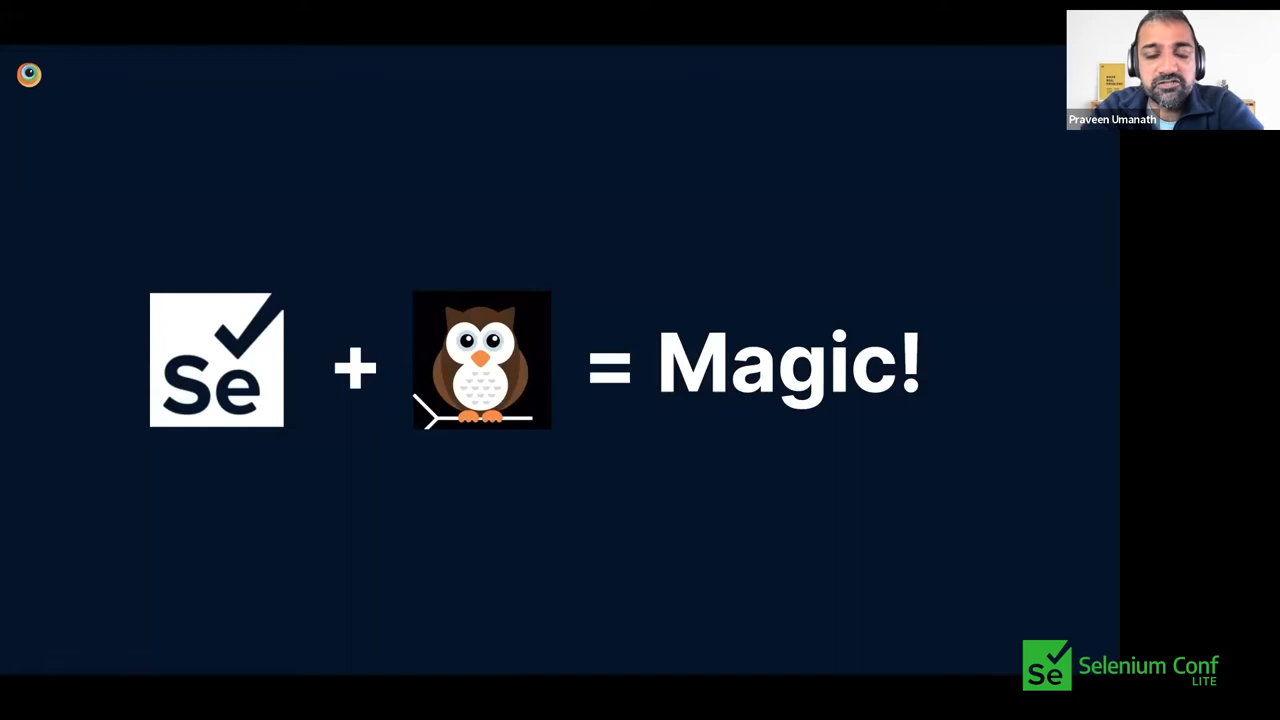 Praveen Umanath
Se + = Magic!
Se Selenium Conf
LITE